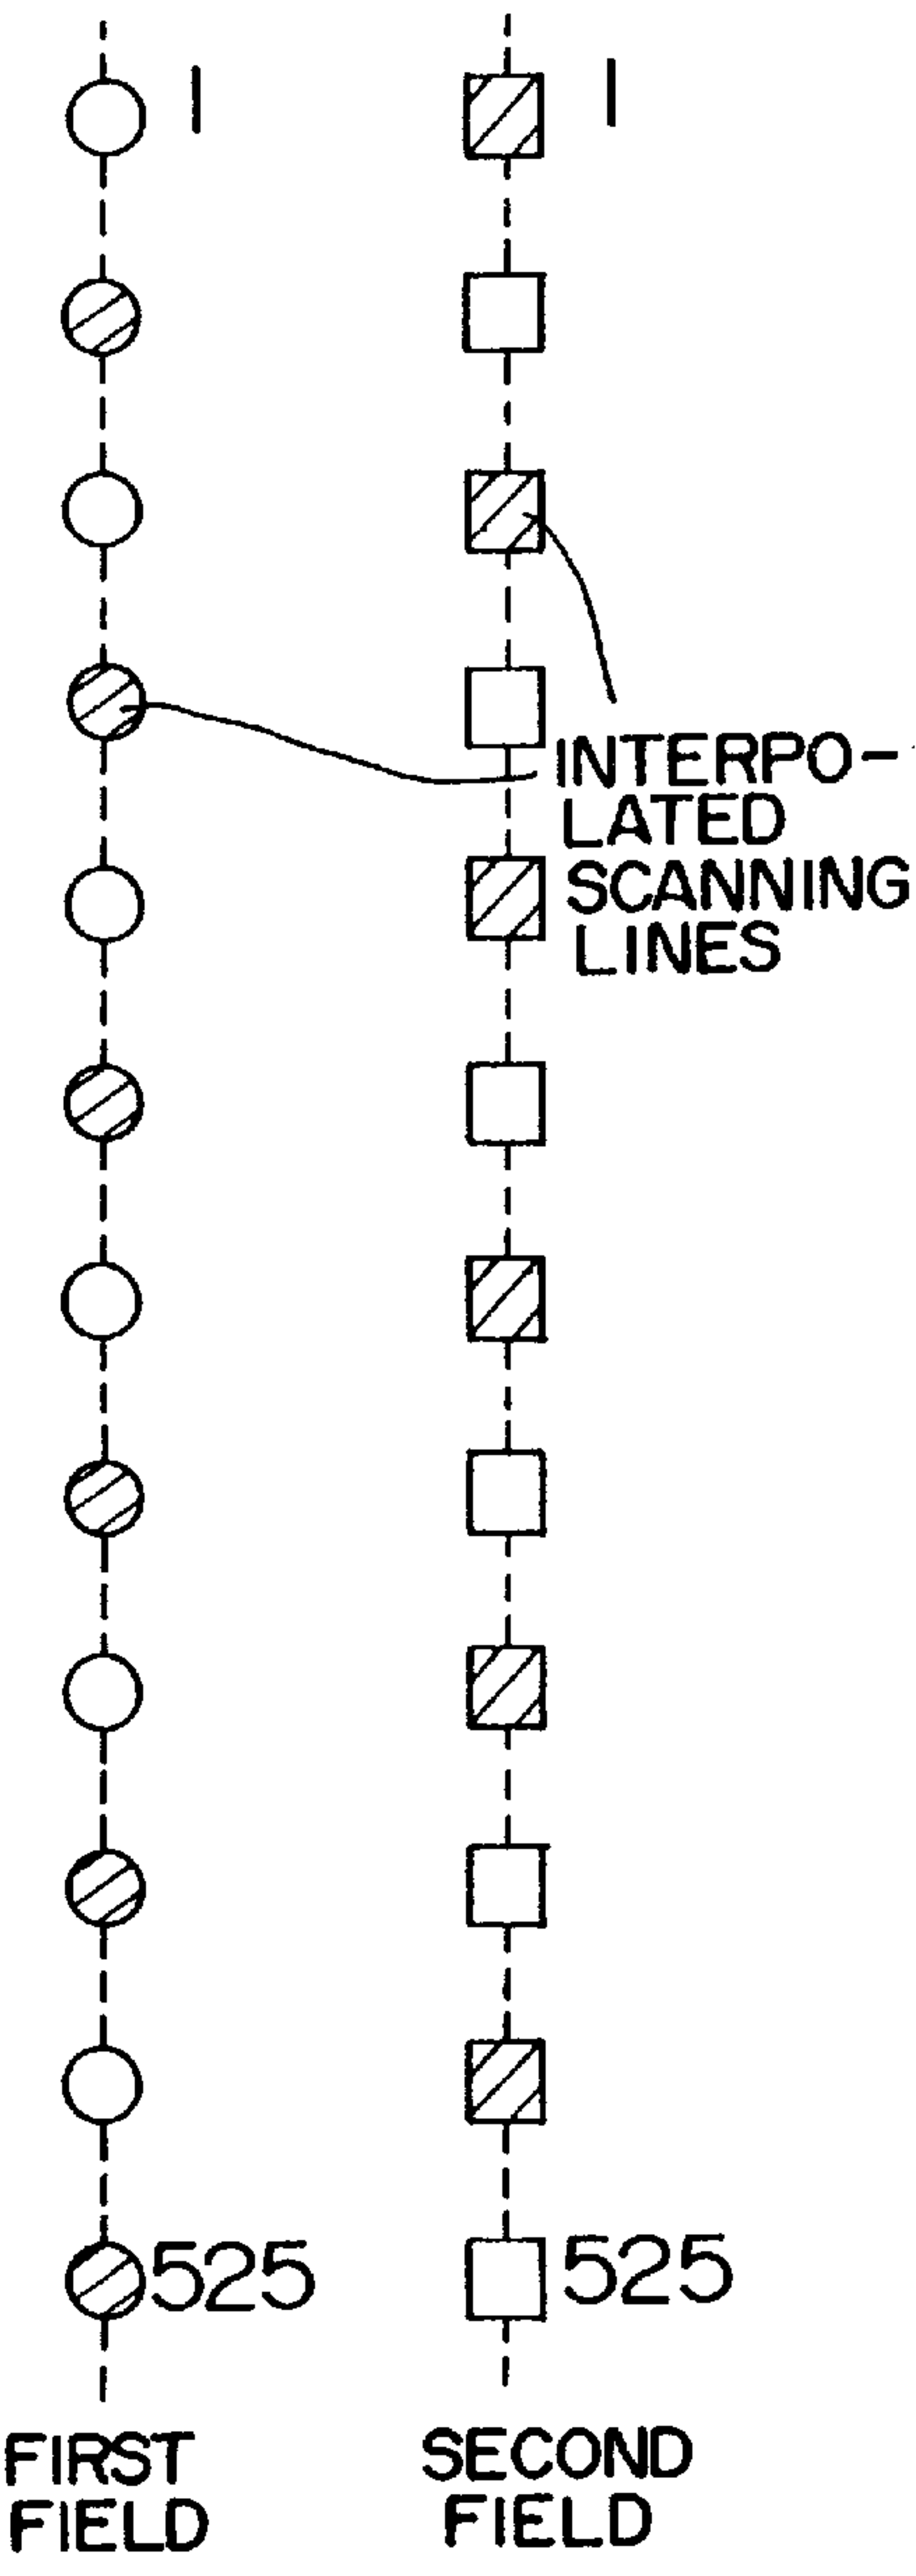 1
1
INTERPO-
LATED
SCANNING
LINES
525
525
FIRST
FIELD
SECOND
FIELD